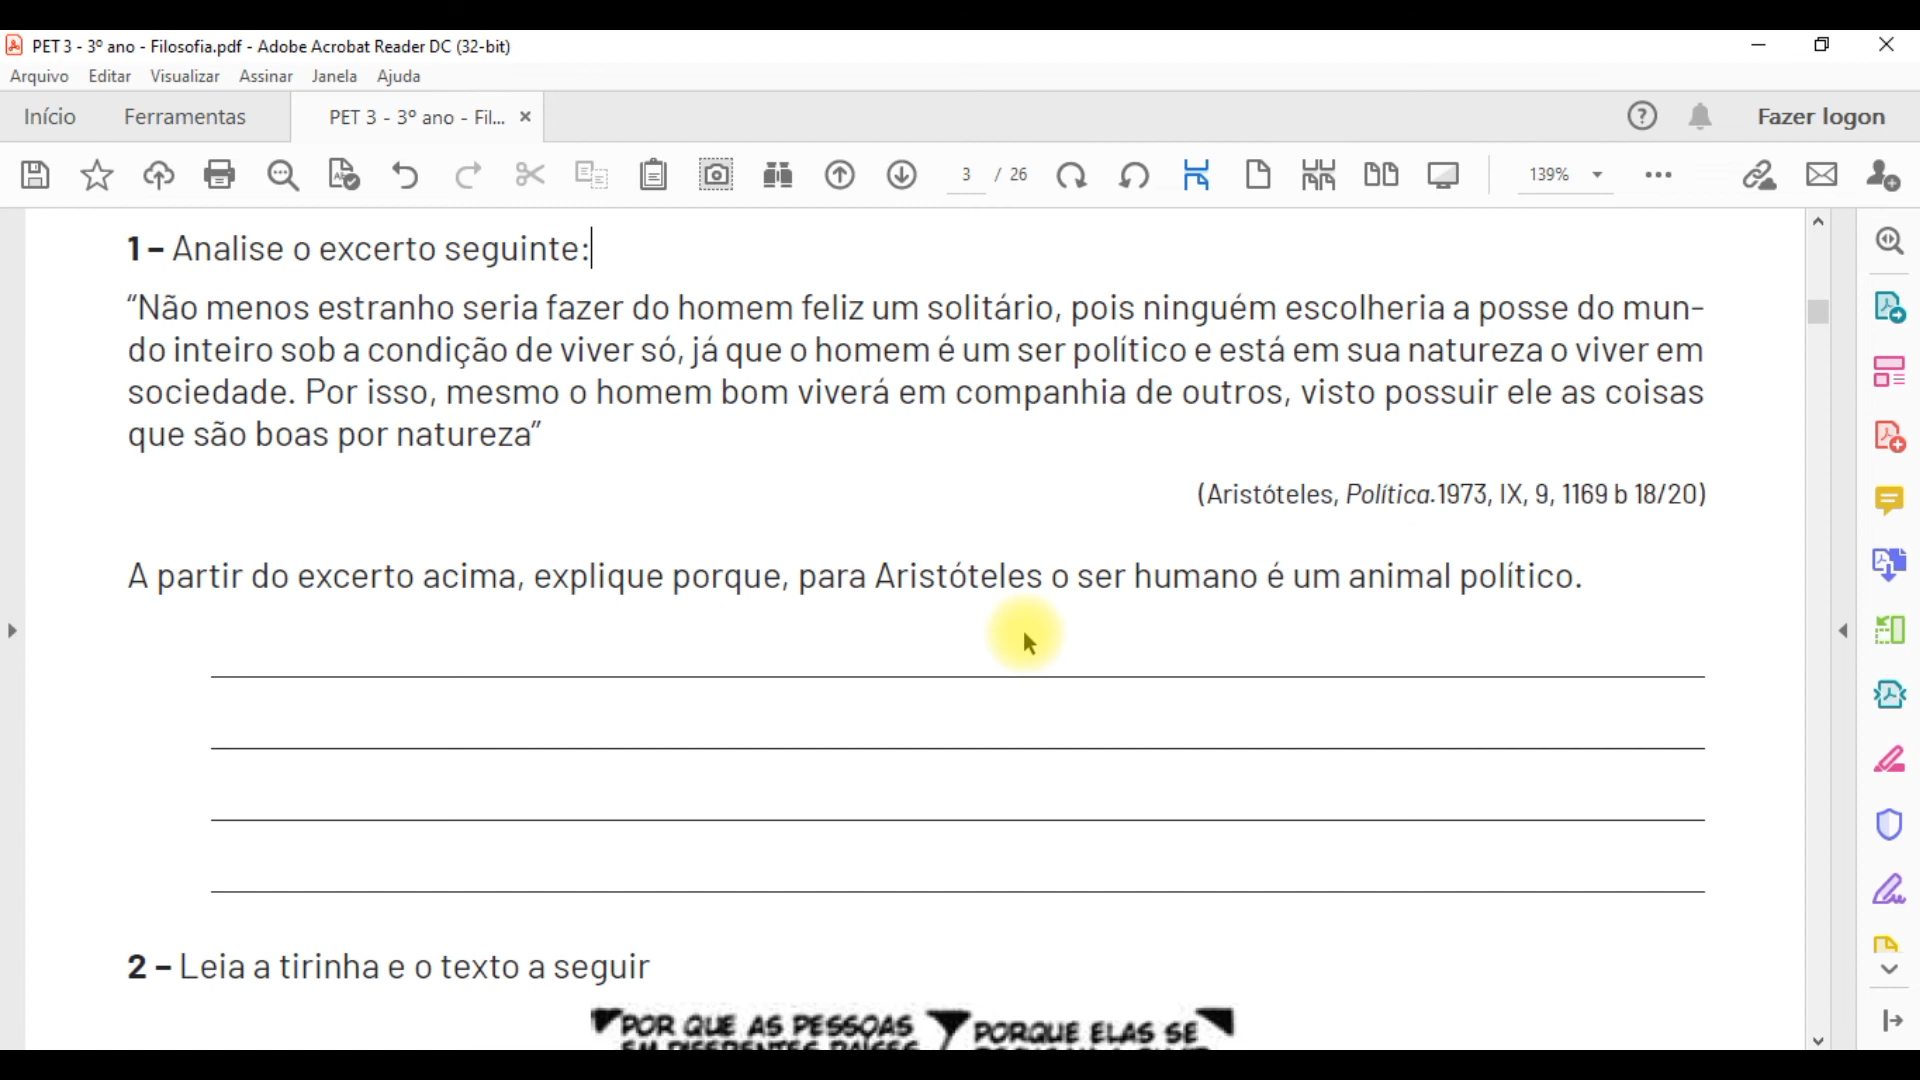 PET 3 - 3º ano - Filosofia.pdf - Adobe Acrobat Reader DC (32-bit)
Arquivo Editar Visualizar Assinar Janela Ajuda
Início Ferramentas PET 3 - 3º ano - Fil... × Fazer logon
3 / 26 139%
1 – Analise o excerto seguinte:
“Não menos estranho seria fazer do homem feliz um solitário, pois ninguém escolheria a posse do mun-
do inteiro sob a condição de viver só, já que o homem é um ser político e está em sua natureza o viver em
sociedade. Por isso, mesmo o homem bom viverá em companhia de outros, visto possuir ele as coisas
que são boas por natureza”
(Aristóteles, Política.1973, IX, 9, 1169 b 18/20)
A partir do excerto acima, explique porque, para Aristóteles o ser humano é um animal político.
2 – Leia a tirinha e o texto a seguir
POR QUE AS PESSOAS PORQUE ELAS SE
EM DIFERENTES PAÍSES